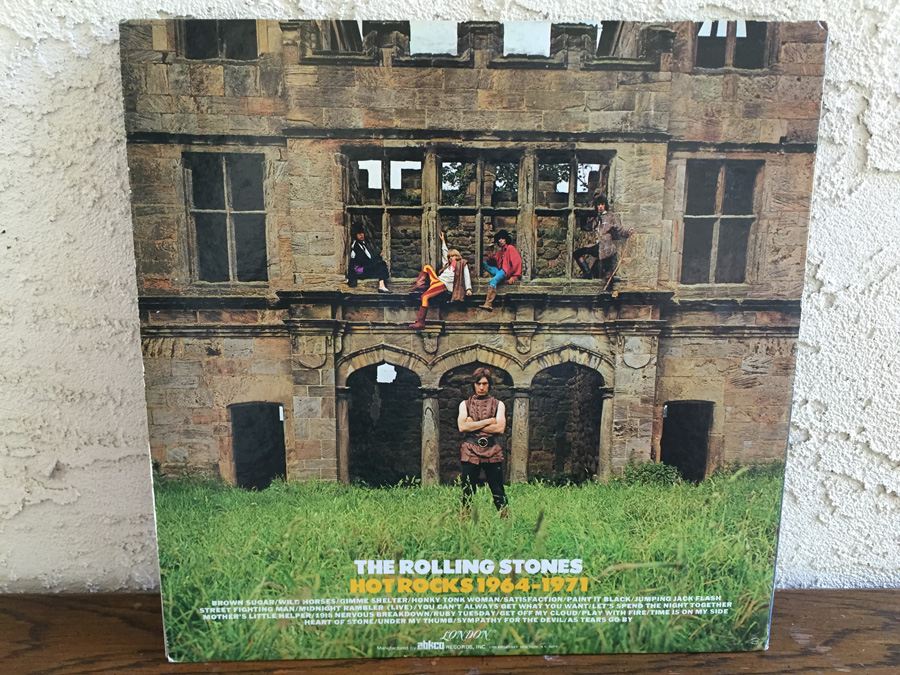 THE ROLLING STONES
HOT ROCKS 1964-1971
BROWN SUGAR/WILD HORSES/GIMME SHELTER/HONKY TONK WOMAN/SATISFACTION/PAINT IT BLACK/JUMPING JACK FLASH
STREET FIGHTING MAN/MIDNIGHT RAMBLER (LIVE)/YOU CAN'T ALWAYS GET WHAT YOU WANT/LET'S SPEND THE NIGHT TOGETHER
MOTHER'S LITTLE HELPER/19th NERVOUS BREAKDOWN/RUBY TUESDAY/GET OFF MY CLOUD/PLAY WITH FIRE/TIME IS ON MY SIDE
HEART OF STONE/UNDER MY THUMB/SYMPATHY FOR THE DEVIL/AS TEARS GO BY
LONDON
Manufactured by abkco RECORDS, INC.